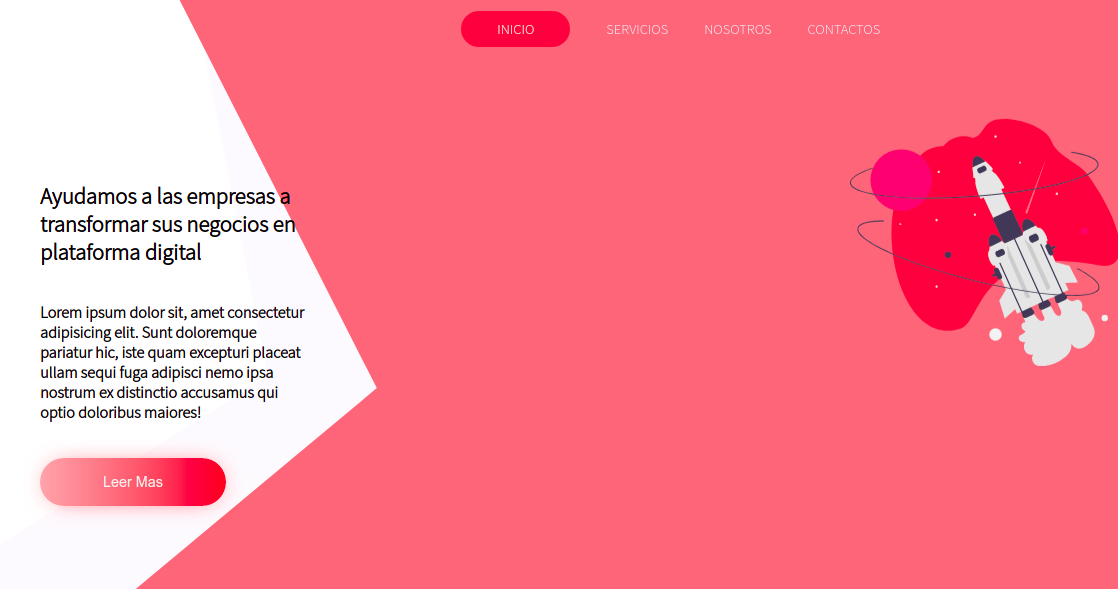 INICIO
SERVICIOS
NOSOTROS
CONTACTOS
Ayudamos a las empresas a
transformar sus negocios en
plataforma digital
Lorem ipsum dolor sit, amet consectetur
adipisicing elit. Sunt doloremque
pariatur hic, iste quam excepturi placeat
ullam sequi fuga adipisci nemo ipsa
nostrum ex distinctio accusamus qui
optio doloribus maiores!
Leer Mas